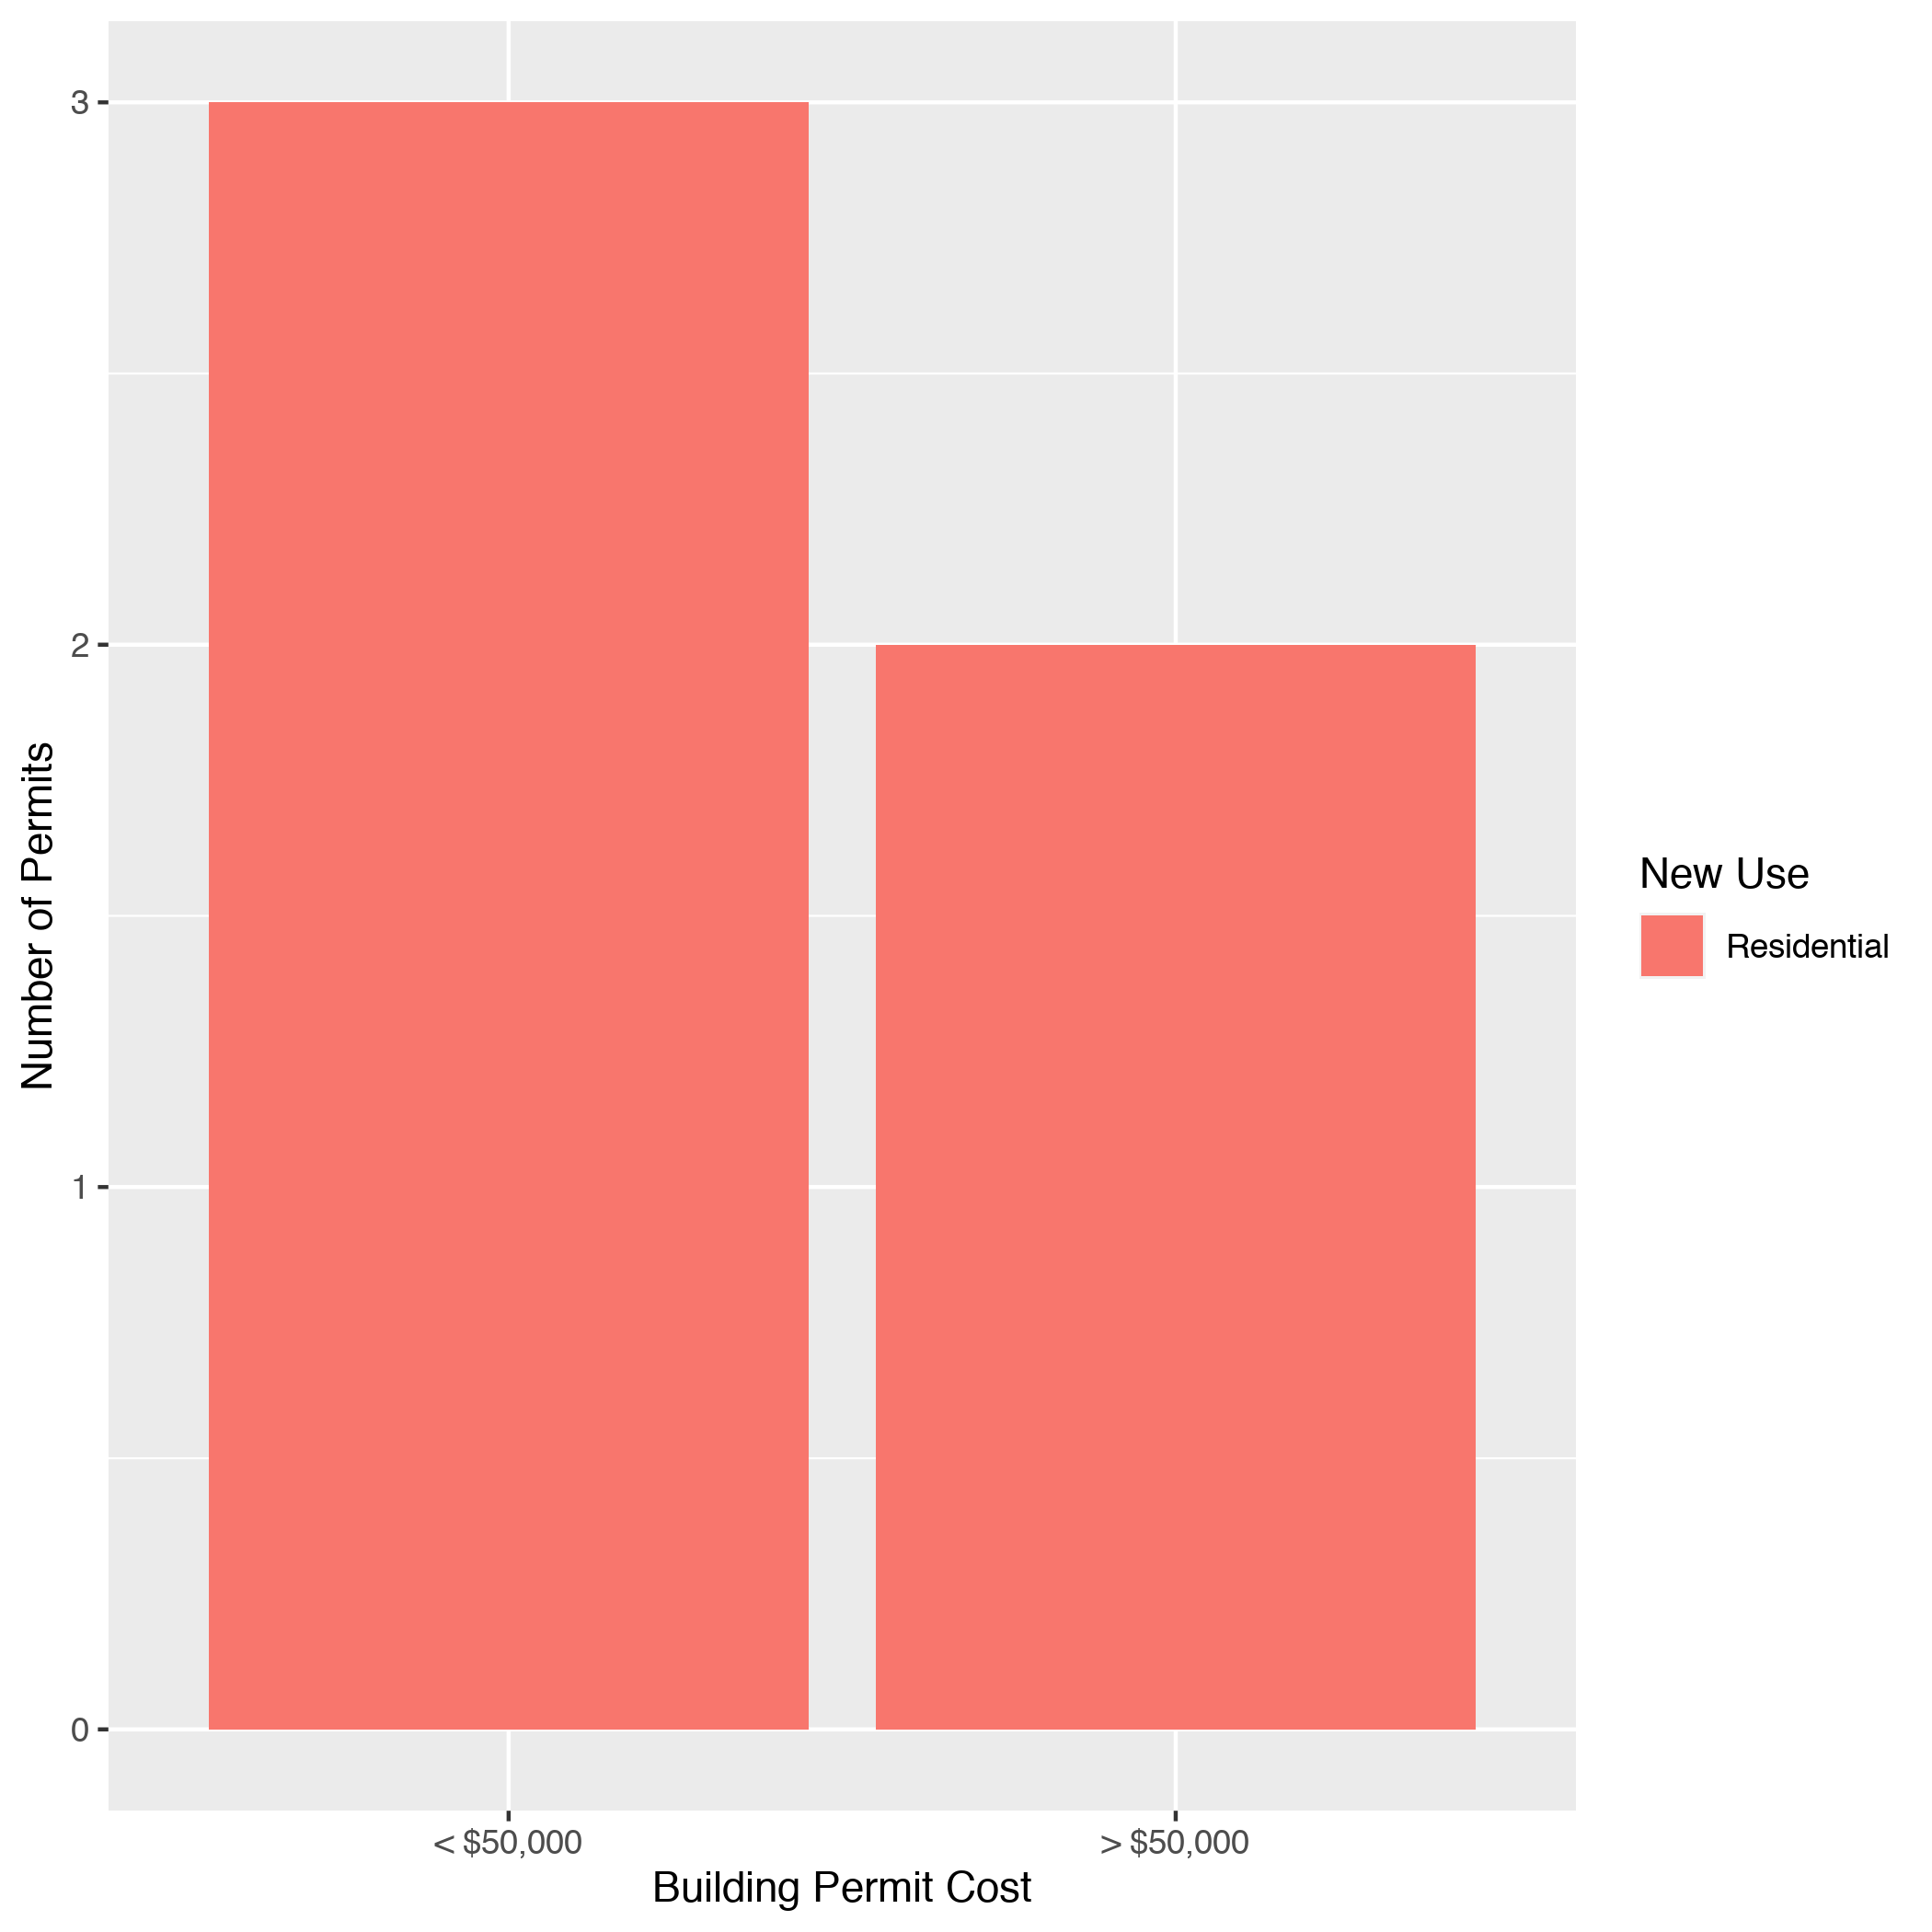 3
2
1
0
Number of Permits
< $50,000
> $50,000
Building Permit Cost
New Use
Residential